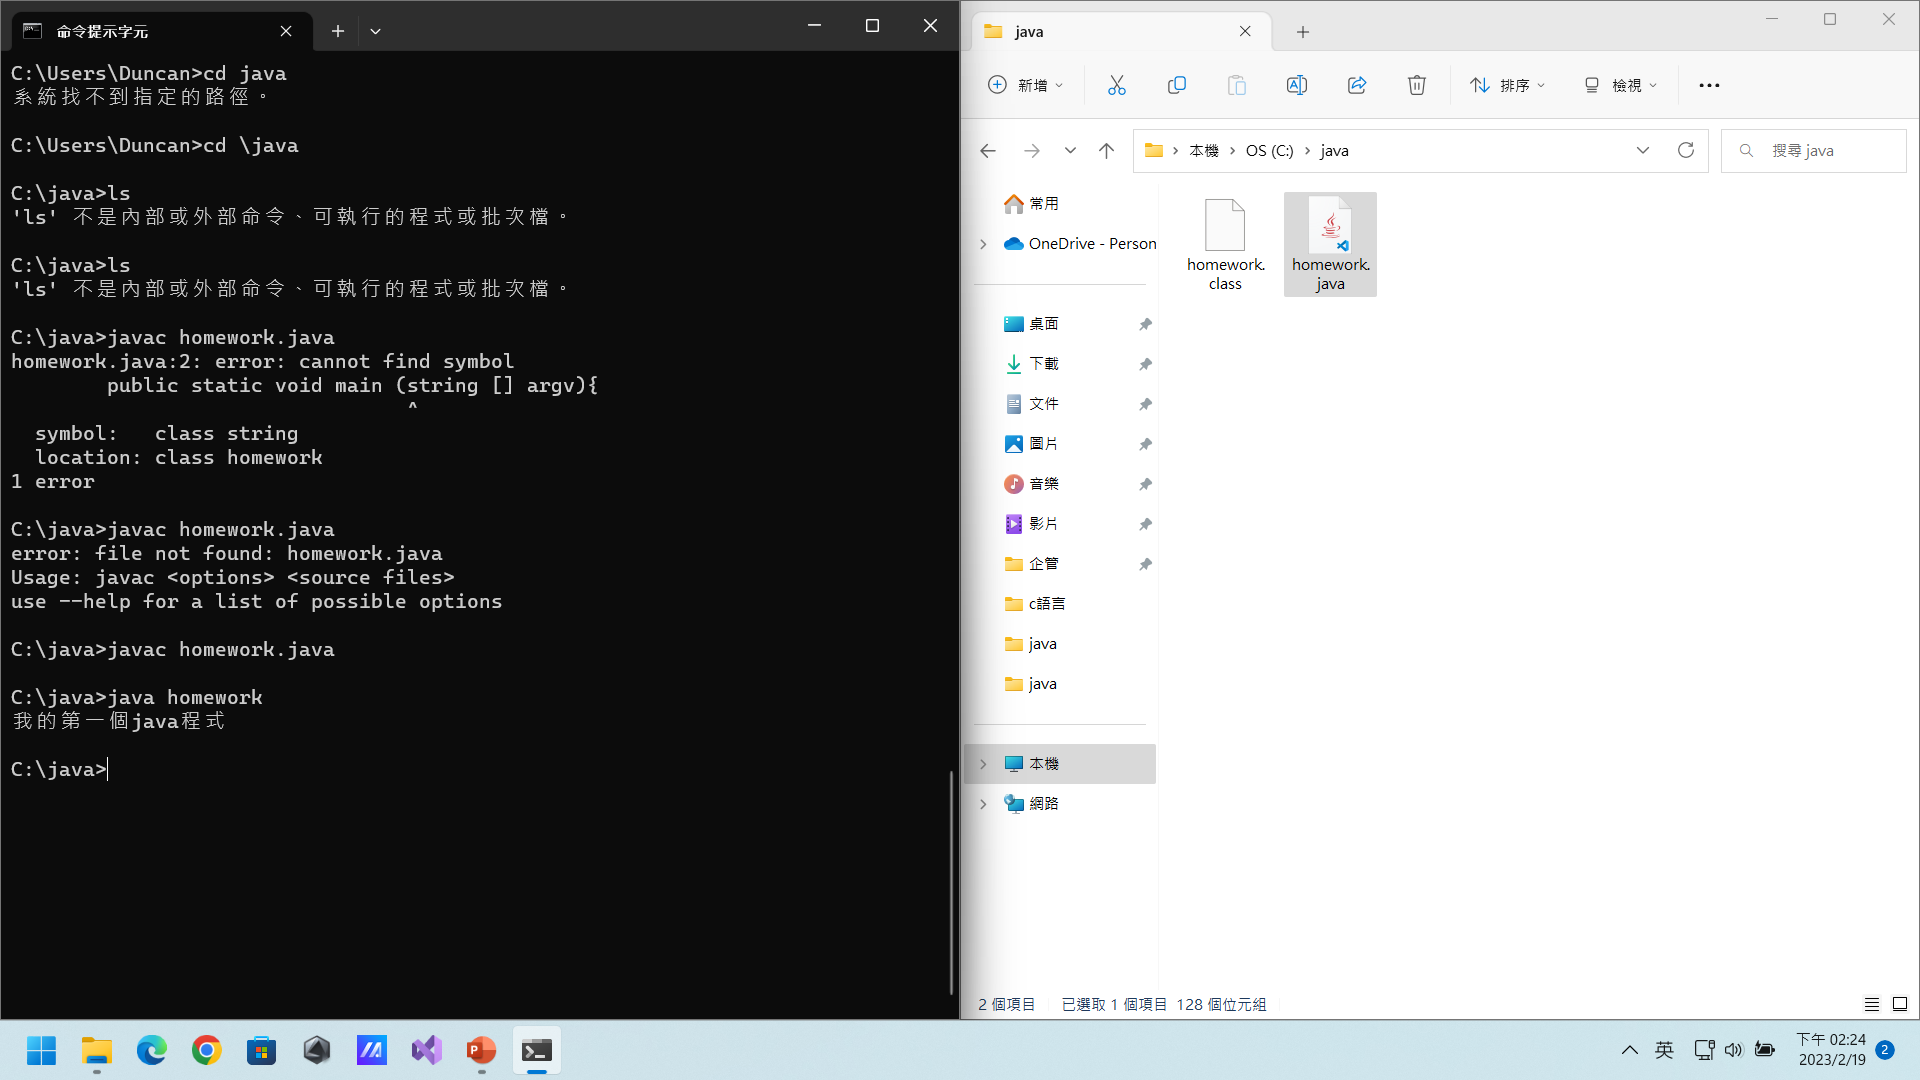 命令提示字元
C:\Users\Duncan>cd java
系統找不到指定的路徑。
C:\Users\Duncan>cd \java
C:\java>ls
'ls' 不是內部或外部命令、可執行的程式或批次檔。
C:\java>ls
'ls' 不是內部或外部命令、可執行的程式或批次檔。
C:\java>javac homework.java
homework.java:2: error: cannot find symbol
public static void main (string [] argv){
^
symbol:   class string
location: class homework
1 error
C:\java>javac homework.java
error: file not found: homework.java
Usage: javac <options> <source files>
use --help for a list of possible options
C:\java>javac homework.java
C:\java>java homework
我的第一個java程式
C:\java>
java
新增
排序
檢視
本機 > OS (C:) > java
搜尋 java
常用
OneDrive - Person
桌面
下載
文件
圖片
音樂
影片
企管
c語言
java
java
本機
網路
homework.
class
homework.
java
2 個項目
已選取 1 個項目 128 個位元組
英
下午 02:24
2023/2/19
2